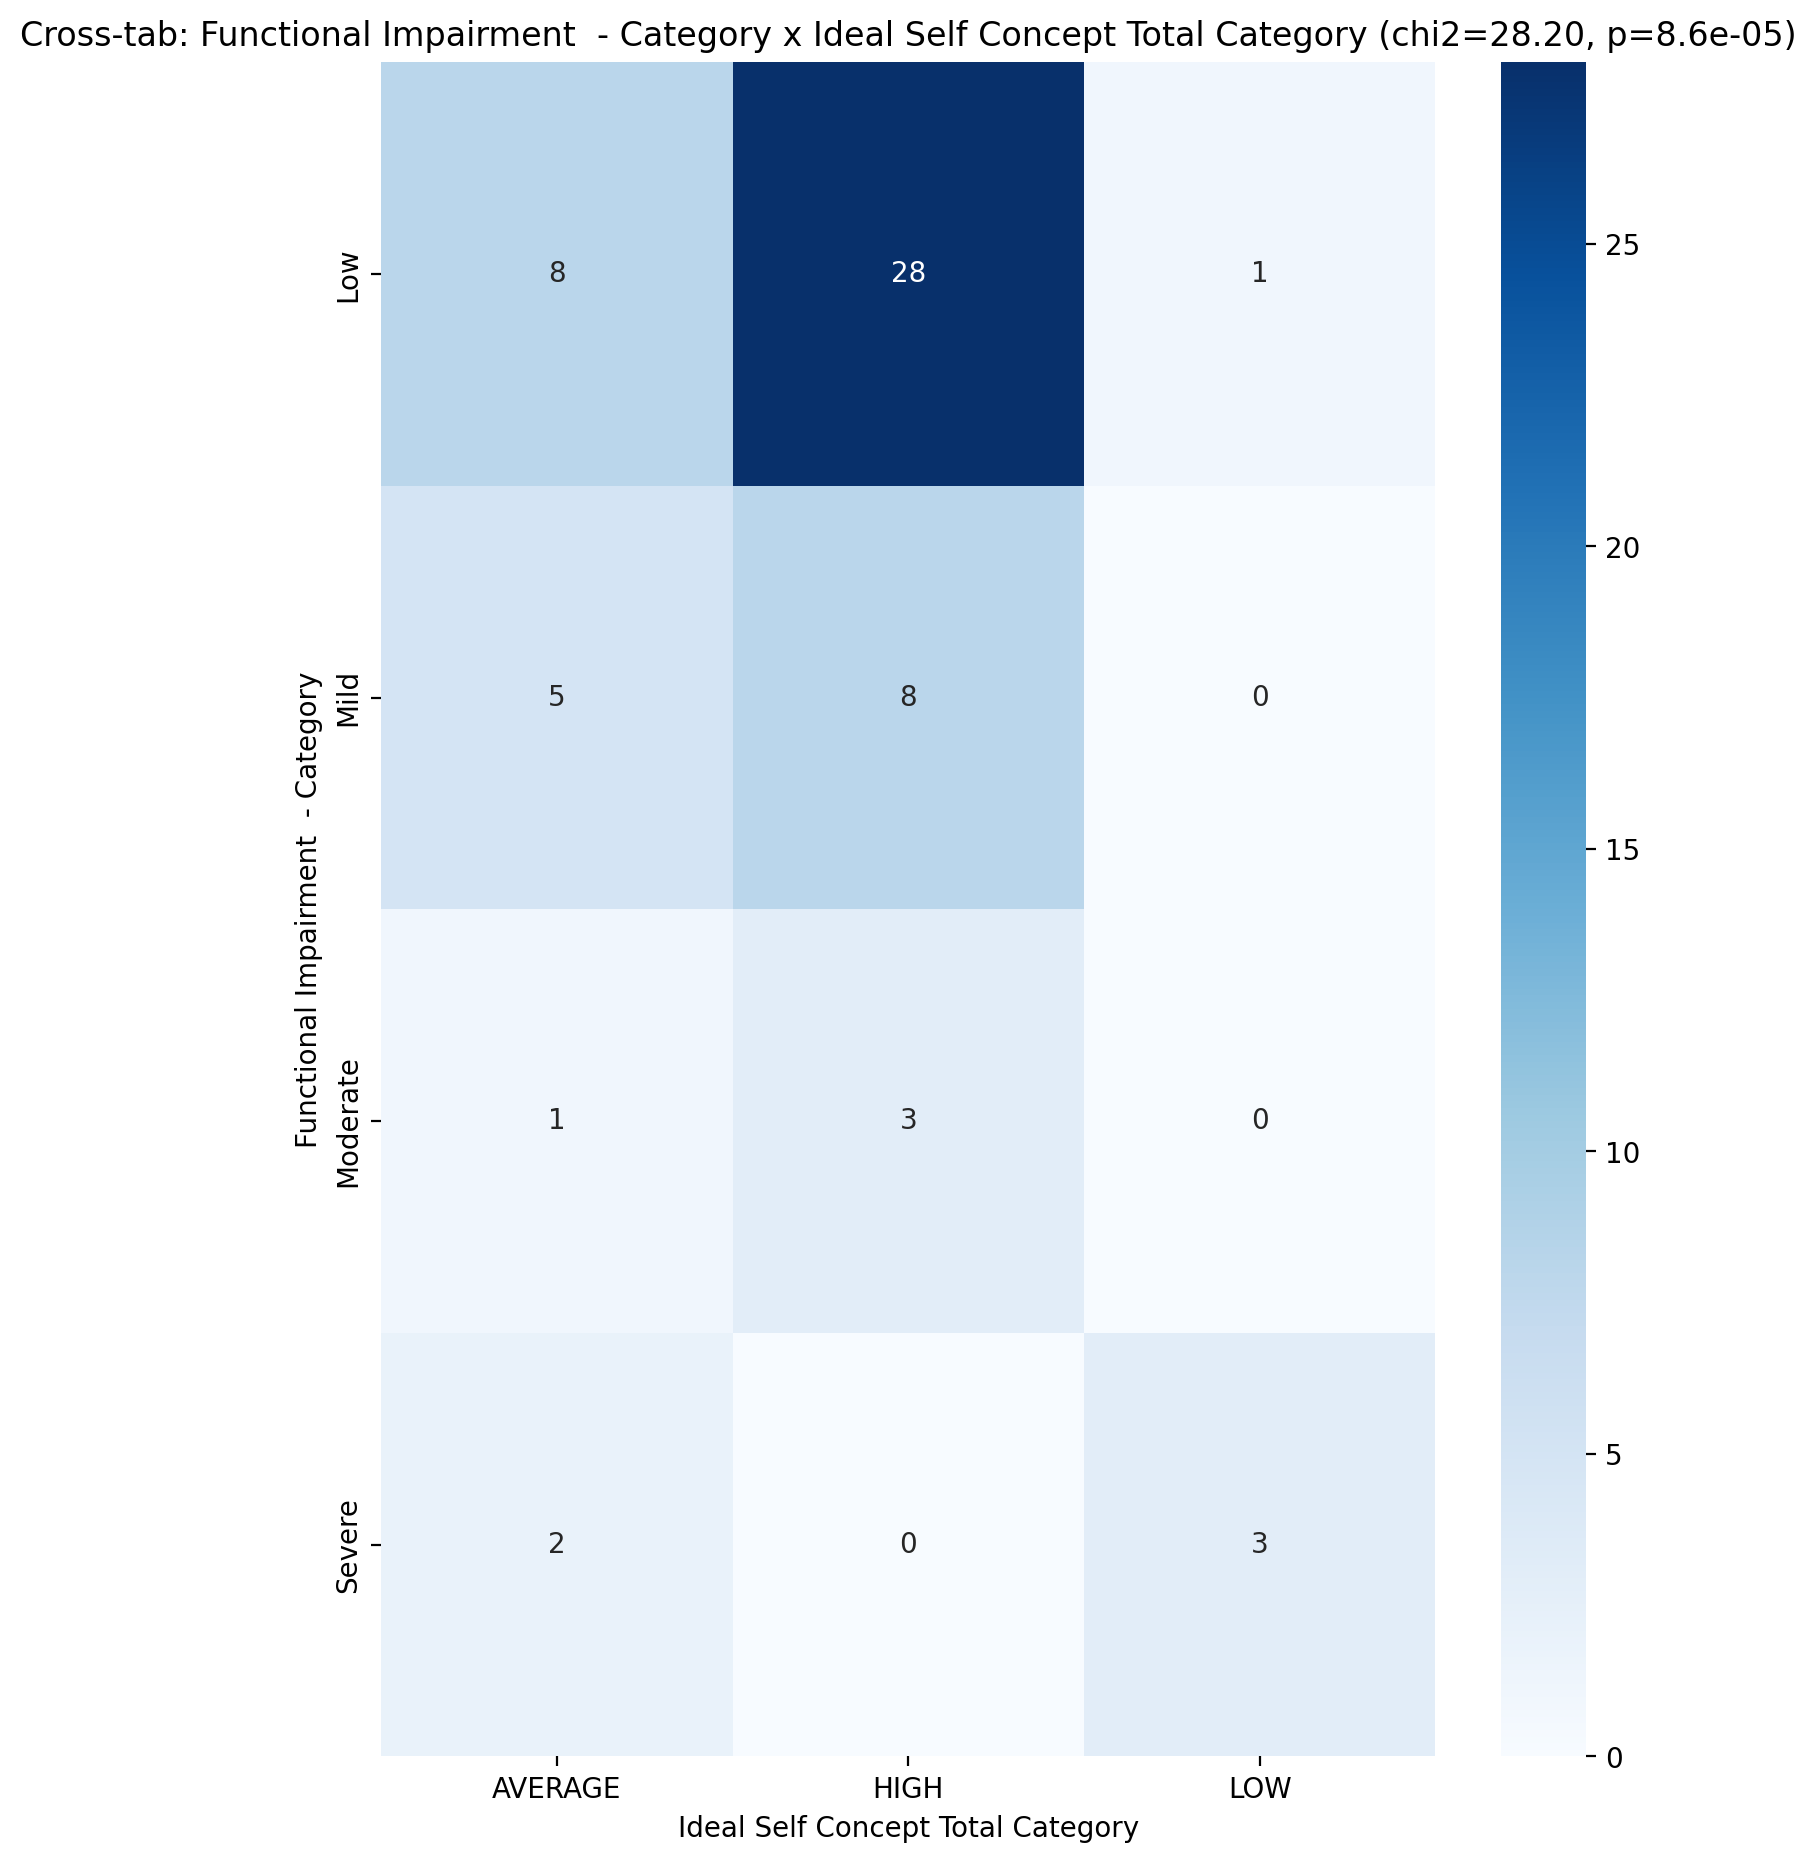 Cross-tab: Functional Impairment  - Category x Ideal Self Concept Total Category (chi2=28.20, p=8.6e-05)
Functional Impairment  - Category
Low
8
28
1
Mild
5
8
0
Moderate
1
3
0
Severe
2
0
3
AVERAGE
HIGH
LOW
Ideal Self Concept Total Category
25
20
15
10
5
0